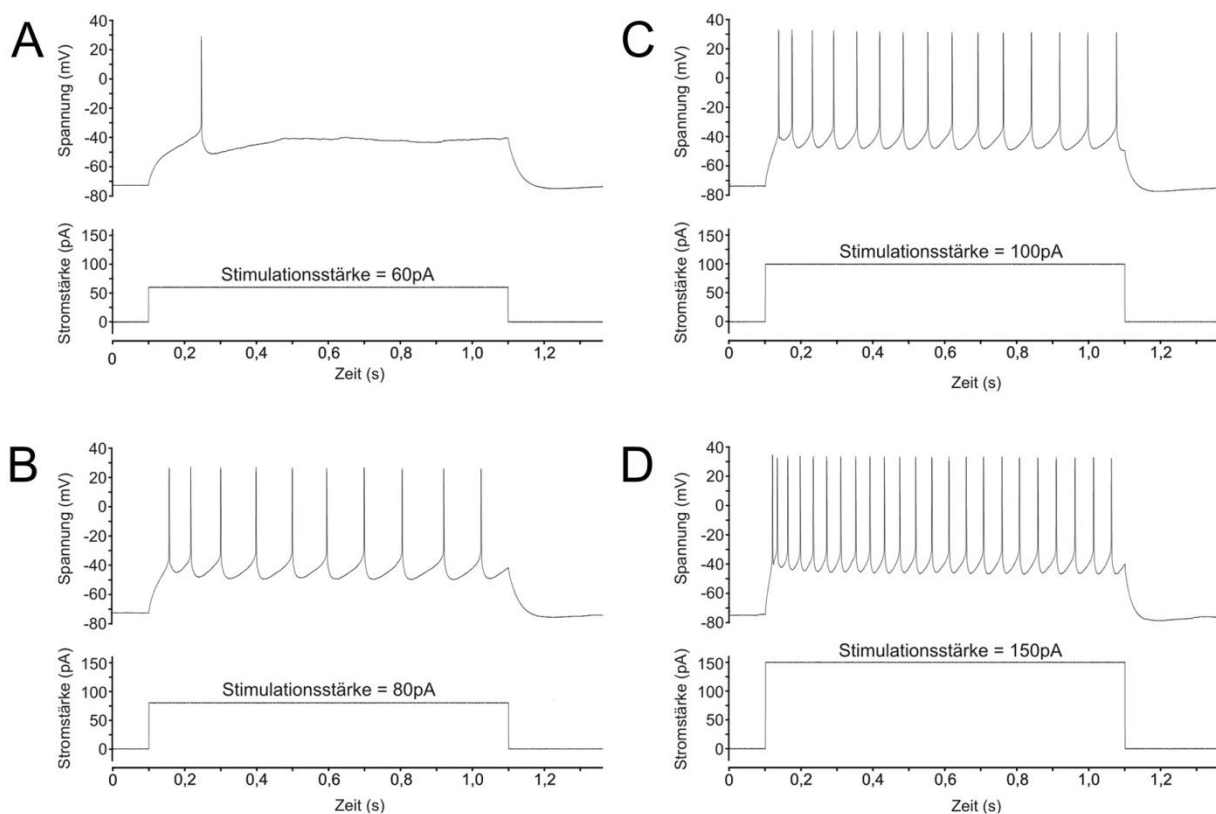 A
Spannung (mV)
40
20
0
-20
-40
-60
-80
Stromstärke (pA)
150
100
50
0
Stimulationsstärke = 60pA
0 0,2 0,4 0,6 0,8 1,0 1,2
Zeit (s)
B
Spannung (mV)
40
20
0
-20
-40
-60
-80
Stromstärke (pA)
150
100
50
0
Stimulationsstärke = 80pA
0 0,2 0,4 0,6 0,8 1,0 1,2
Zeit (s)
C
Spannung (mV)
40
20
0
-20
-40
-60
-80
Stromstärke (pA)
150
100
50
0
Stimulationsstärke = 100pA
0 0,2 0,4 0,6 0,8 1,0 1,2
Zeit (s)
D
Spannung (mV)
40
20
0
-20
-40
-60
-80
Stromstärke (pA)
150
100
50
0
Stimulationsstärke = 150pA
0 0,2 0,4 0,6 0,8 1,0 1,2
Zeit (s)